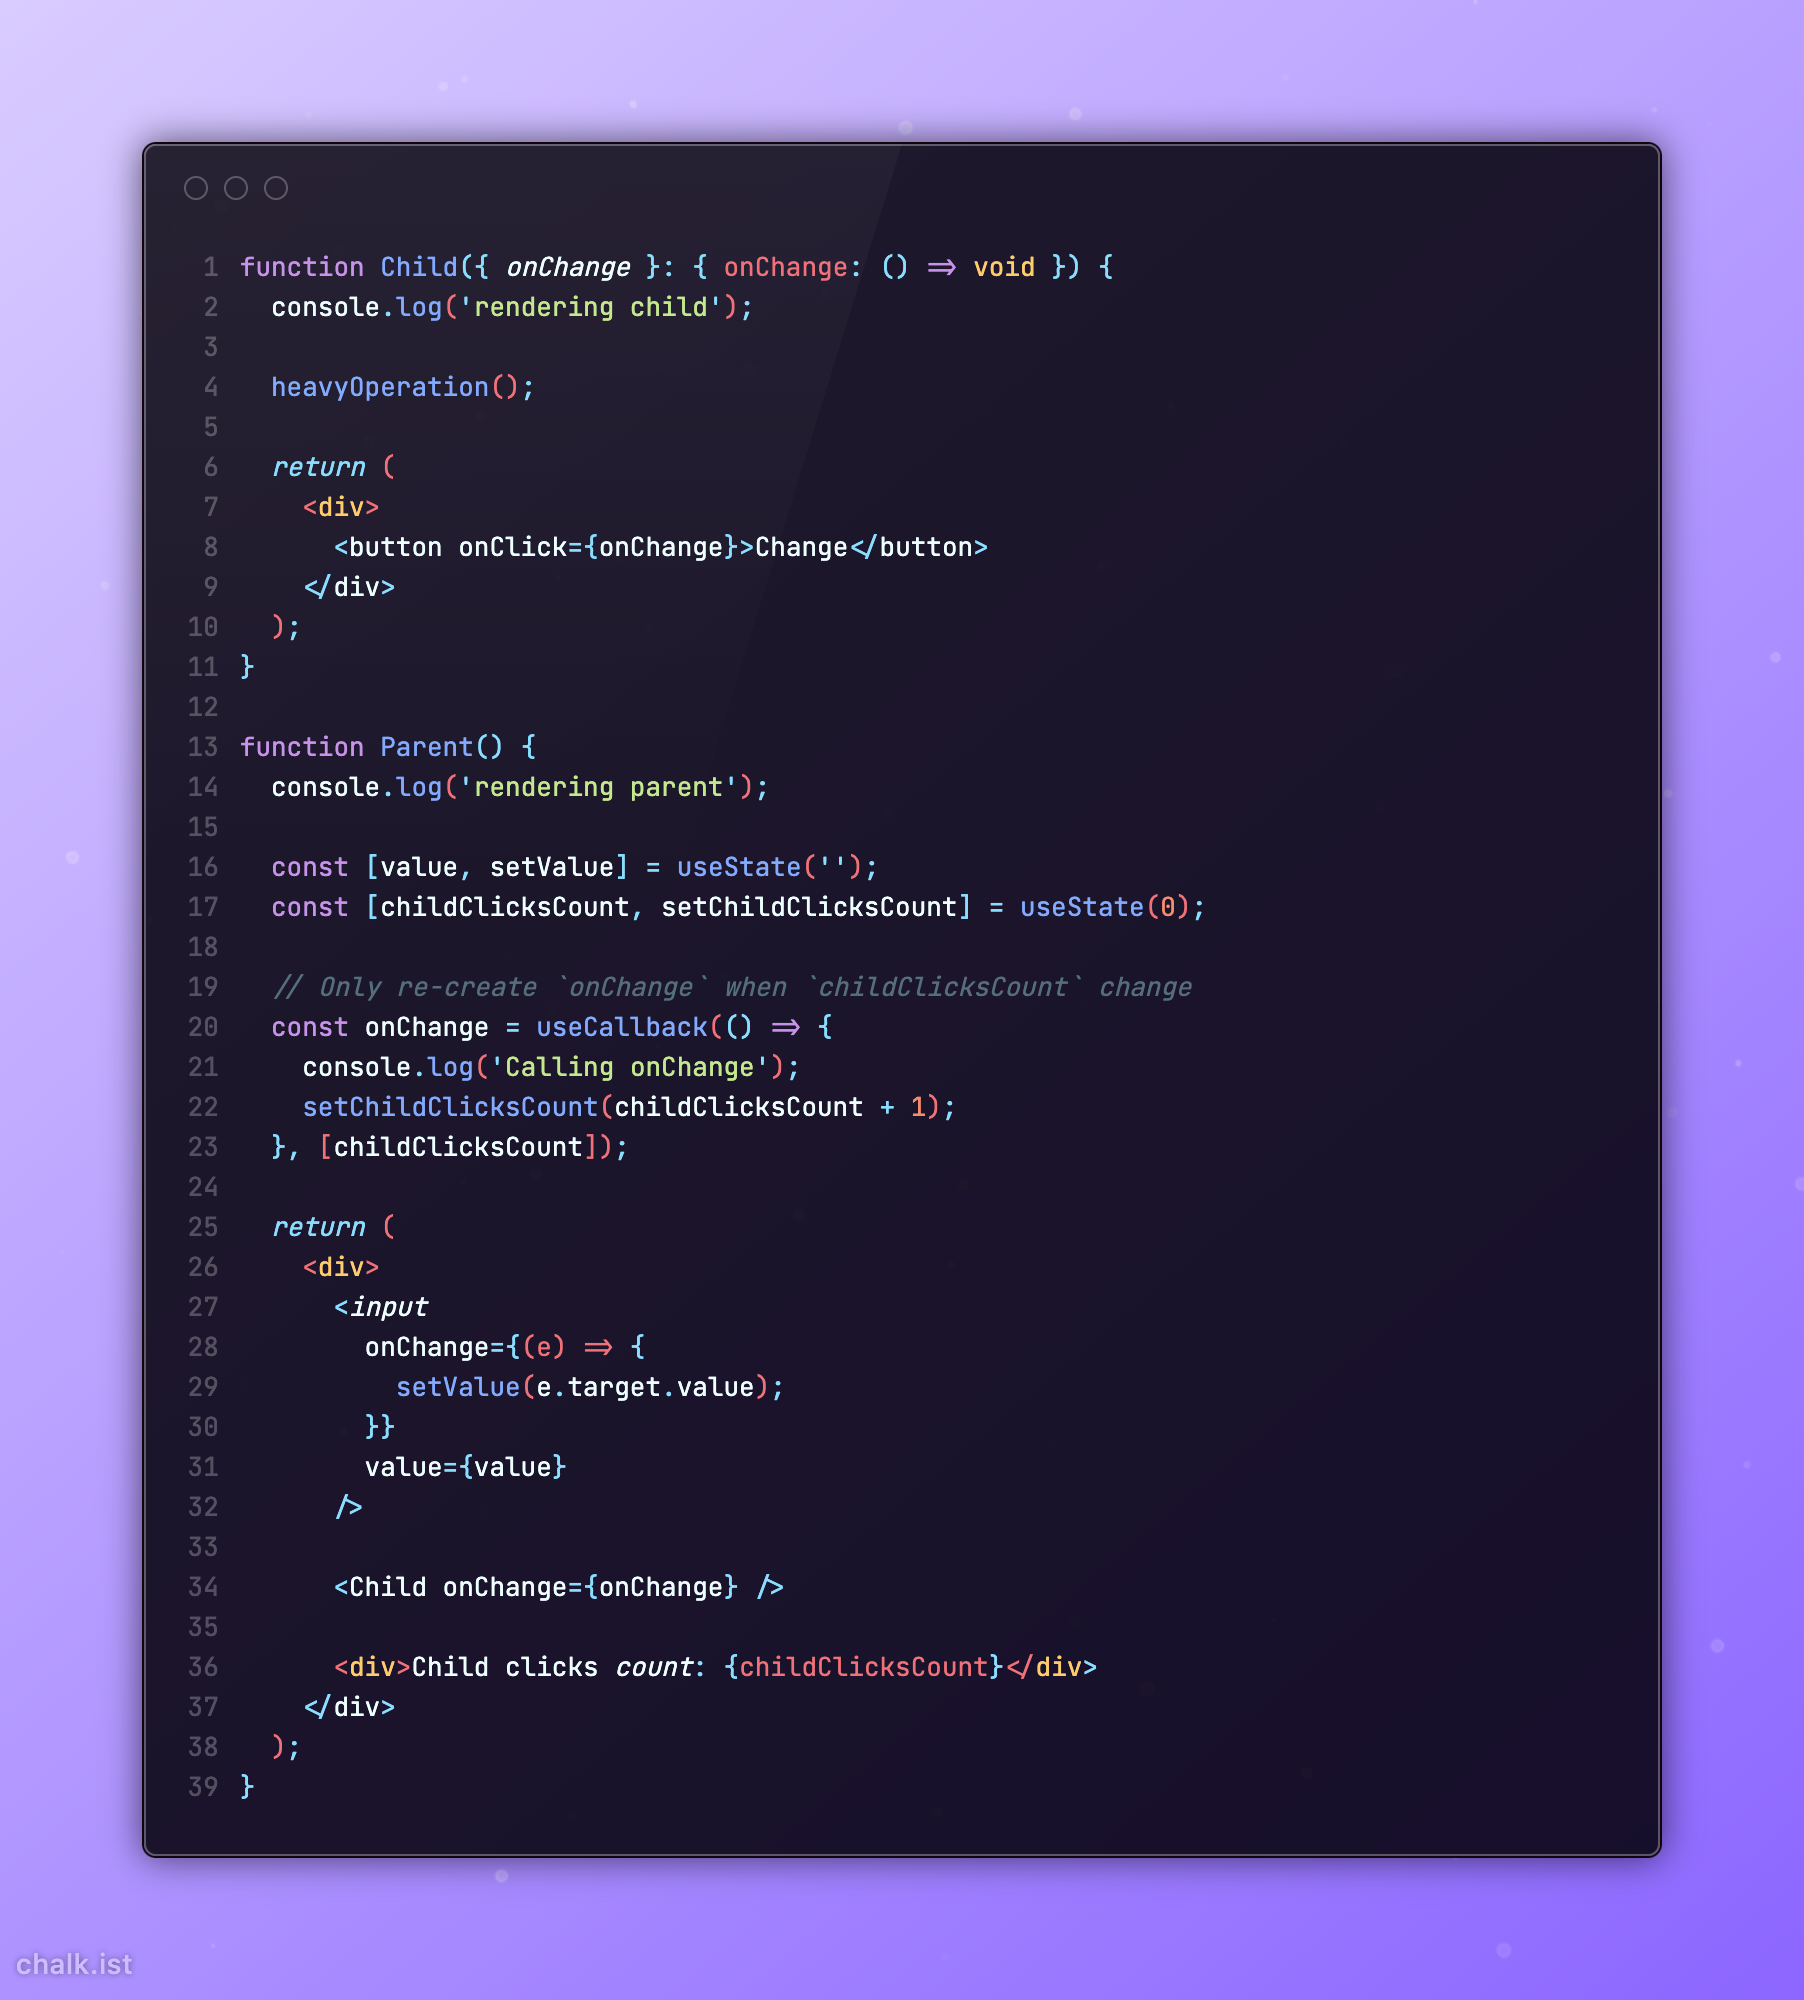 1 function Child({ onChange }: { onChange: () => void }) {
2   console.log('rendering child');
3
4   heavyOperation();
5
6   return (
7     <div>
8       <button onClick={onChange}>Change</button>
9     </div>
10   );
11 }
12
13 function Parent() {
14   console.log('rendering parent');
15
16   const [value, setValue] = useState('');
17   const [childClicksCount, setChildClicksCount] = useState(0);
18
19   // Only re-create `onChange` when `childClicksCount` change
20   const onChange = useCallback(() => {
21     console.log('Calling onChange');
22     setChildClicksCount(childClicksCount + 1);
23   }, [childClicksCount]);
24
25   return (
26     <div>
27       <input
28         onChange={(e) => {
29           setValue(e.target.value);
30         }}
31         value={value}
32       />
33
34       <Child onChange={onChange} />
35
36       <div>Child clicks count: {childClicksCount}</div>
37     </div>
38   );
39 }
chalk.ist